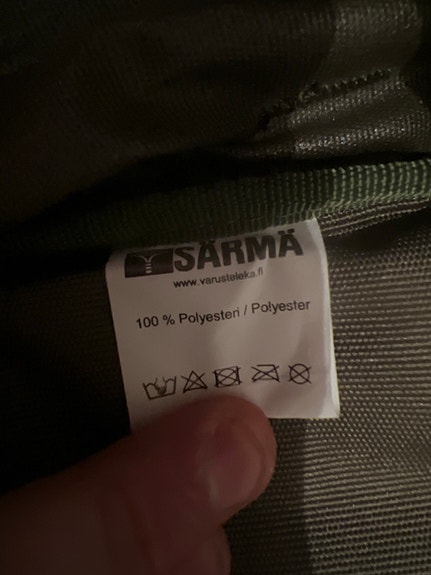 SÄRMÄ
www.varusteleka.fi
100 % Polyesteri / Polyester